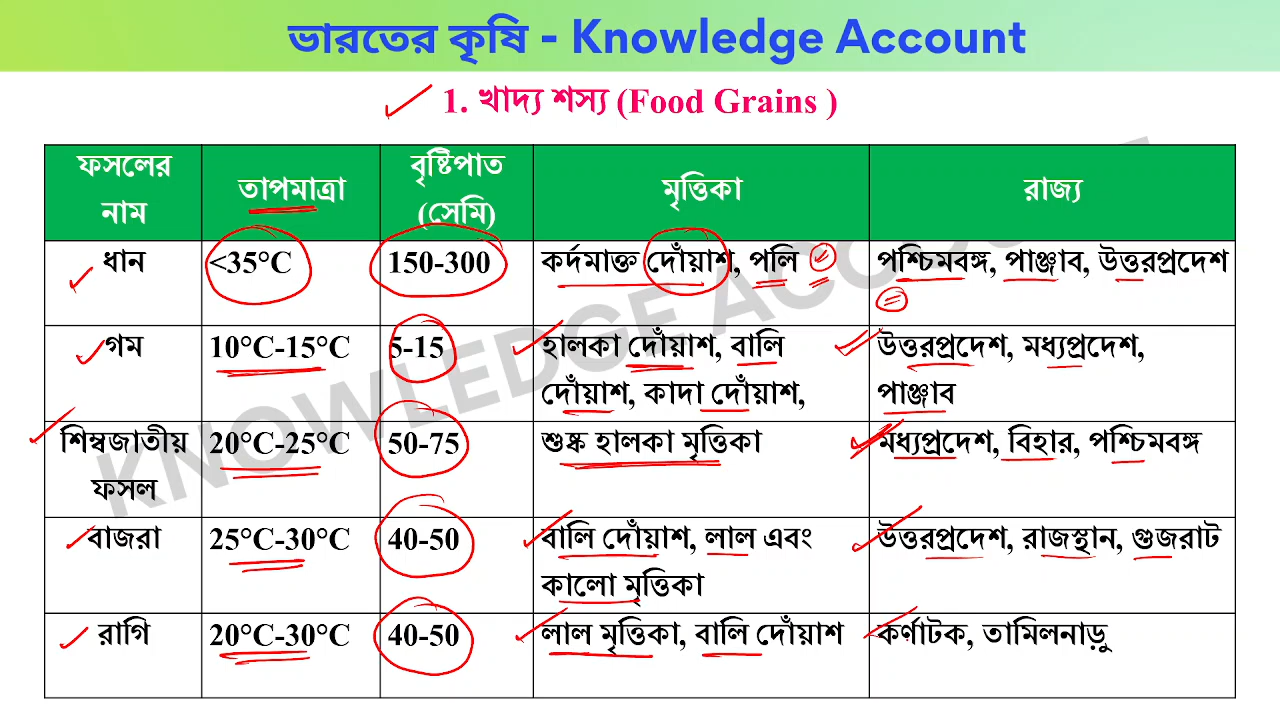 ভারতের কৃষি - Knowledge Account
1. খাদ্য শস্য (Food Grains )
ফসলের নাম তাপমাত্রা বৃষ্টিপাত (সেমি) মৃত্তিকা রাজ্য
ধান <35°C 150-300 কর্দমাক্ত দোঁয়াশ, পলি পশ্চিমবঙ্গ, পাঞ্জাব, উত্তরপ্রদেশ
গম 10°C-15°C 5-15 হালকা দোঁয়াশ, বালি উত্তরপ্রদেশ, মধ্যপ্রদেশ,
দোঁয়াশ, কাদা দোঁয়াশ, পাঞ্জাব
শিম্বজাতীয় 20°C-25°C 50-75 শুষ্ক হালকা মৃত্তিকা মধ্যপ্রদেশ, বিহার, পশ্চিমবঙ্গ
ফসল
বাজরা 25°C-30°C 40-50 বালি দোঁয়াশ, লাল এবং উত্তরপ্রদেশ, রাজস্থান, গুজরাট
কালো মৃত্তিকা
রাগি 20°C-30°C 40-50 লাল মৃত্তিকা, বালি দোঁয়াশ কর্ণাটক, তামিলনাড়ু